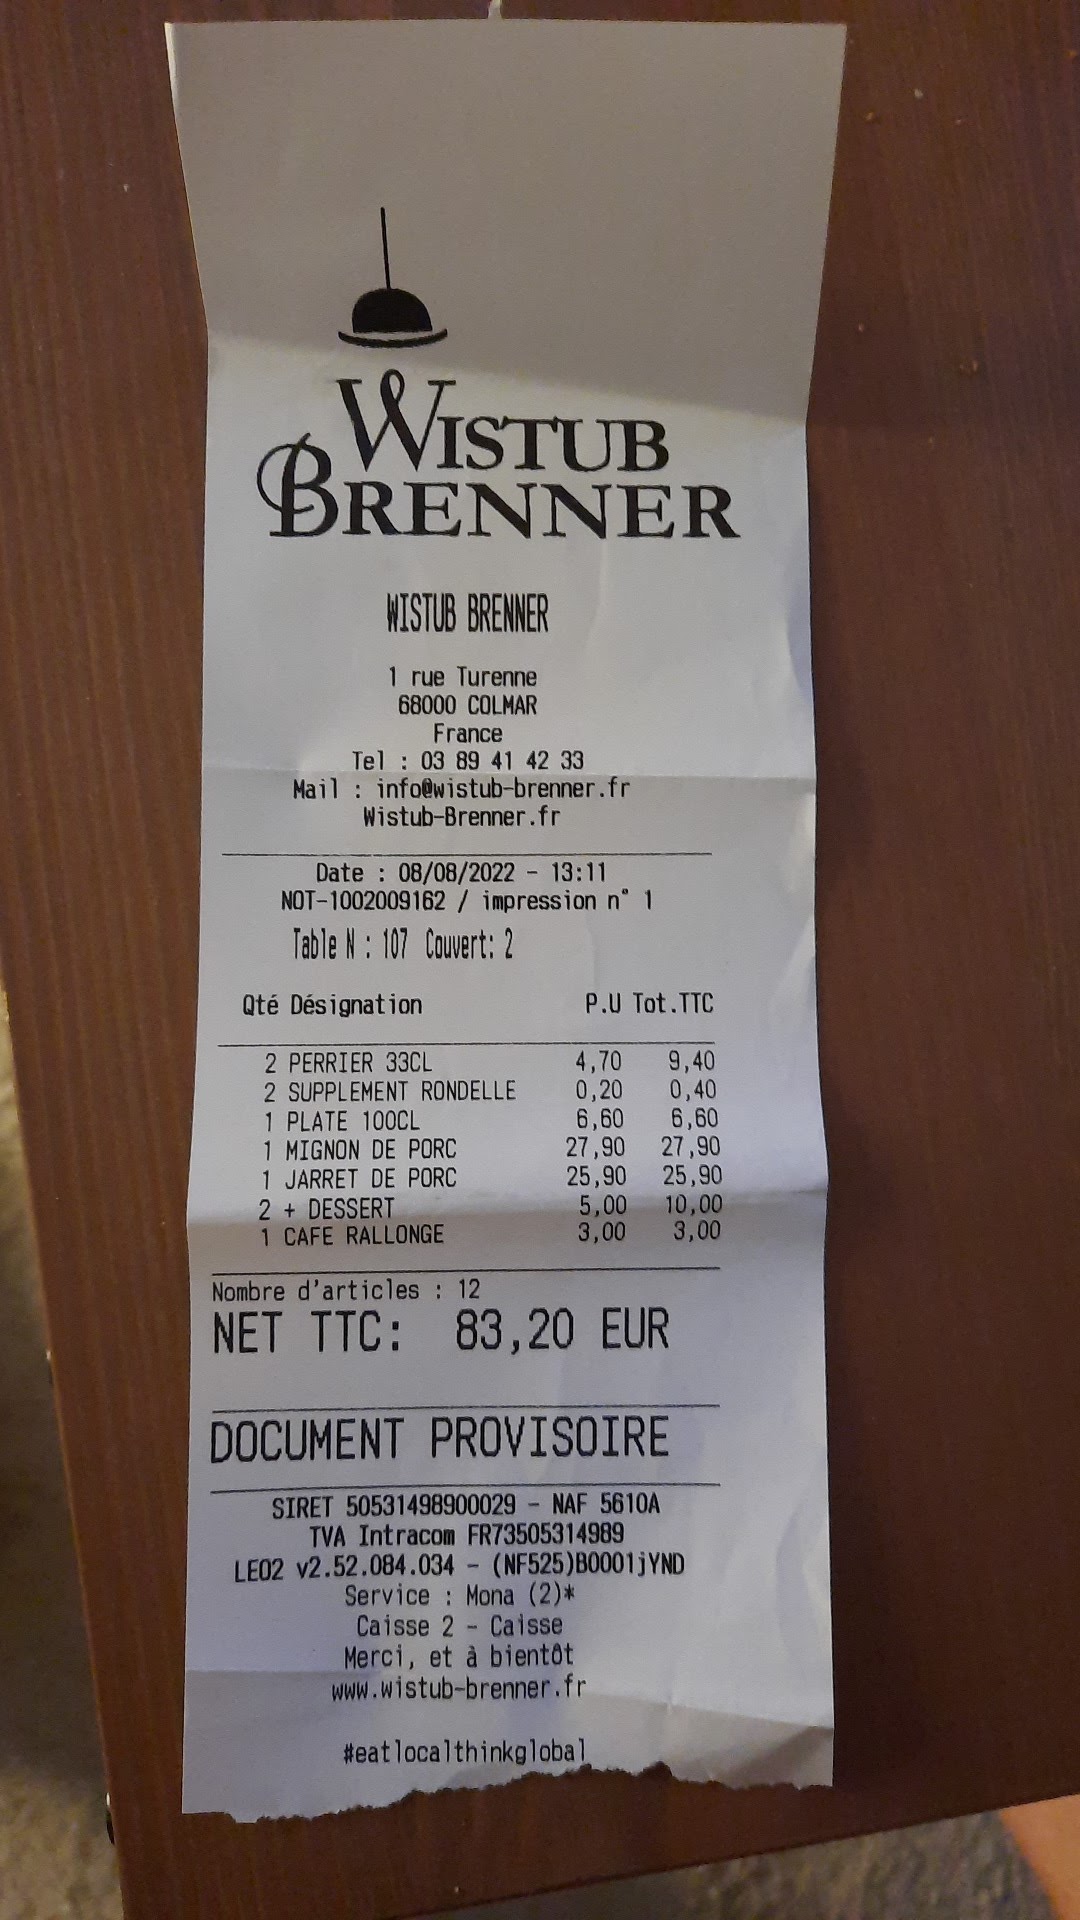 WISTUB
BRENNER
WISTUB BRENNER
1 rue Turenne
68000 COLMAR
France
Tel : 03 89 41 42 33
Mail : info@wistub-brenner.fr
Wistub-Brenner.fr
Date : 08/08/2022 - 13:11
NOT-1002009162 / impression n° 1
Table N : 107 Couvert: 2
Qté Désignation P.U Tot.TTC
2 PERRIER 33CL 4,70 9,40
2 SUPPLEMENT RONDELLE 0,20 0,40
1 PLATE 100CL 6,60 6,60
1 MIGNON DE PORC 27,90 27,90
1 JARRET DE PORC 25,90 25,90
2 + DESSERT 5,00 10,00
1 CAFE RALLONGE 3,00 3,00
Nombre d'articles : 12
NET TTC: 83,20 EUR
DOCUMENT PROVISOIRE
SIRET 50531498900029 - NAF 5610A
TVA Intracom FR73505314989
LEO2 v2.52.084.034 - (NF525)B0001jYND
Service : Mona (2)*
Caisse 2 - Caisse
Merci, et à bientôt
www.wistub-brenner.fr
#eatlocalthinkglobal